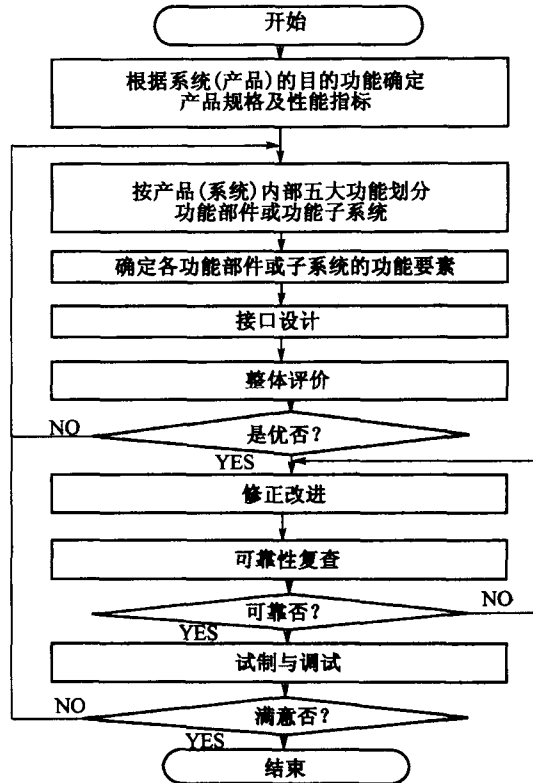 开始
根据系统(产品)的目的功能确定
产品规格及性能指标
按产品(系统)内部五大功能划分
功能部件或功能子系统
确定各功能部件或子系统的功能要素
接口设计
整体评价
NO
是优否?
YES
修正改进
可靠性复查
可靠否?
NO
YES
试制与调试
NO
满意否?
YES
结束